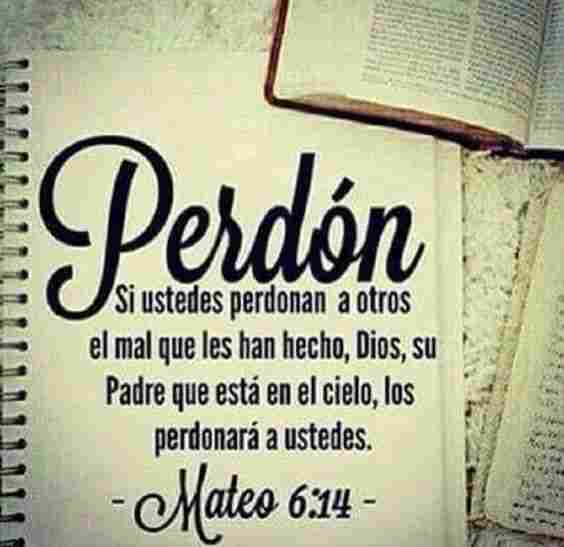 Perdón
Si ustedes perdonan a otros
el mal que les han hecho, Dios, su
Padre que está en el cielo, los
perdonará a ustedes.
- Mateo 6:14 -